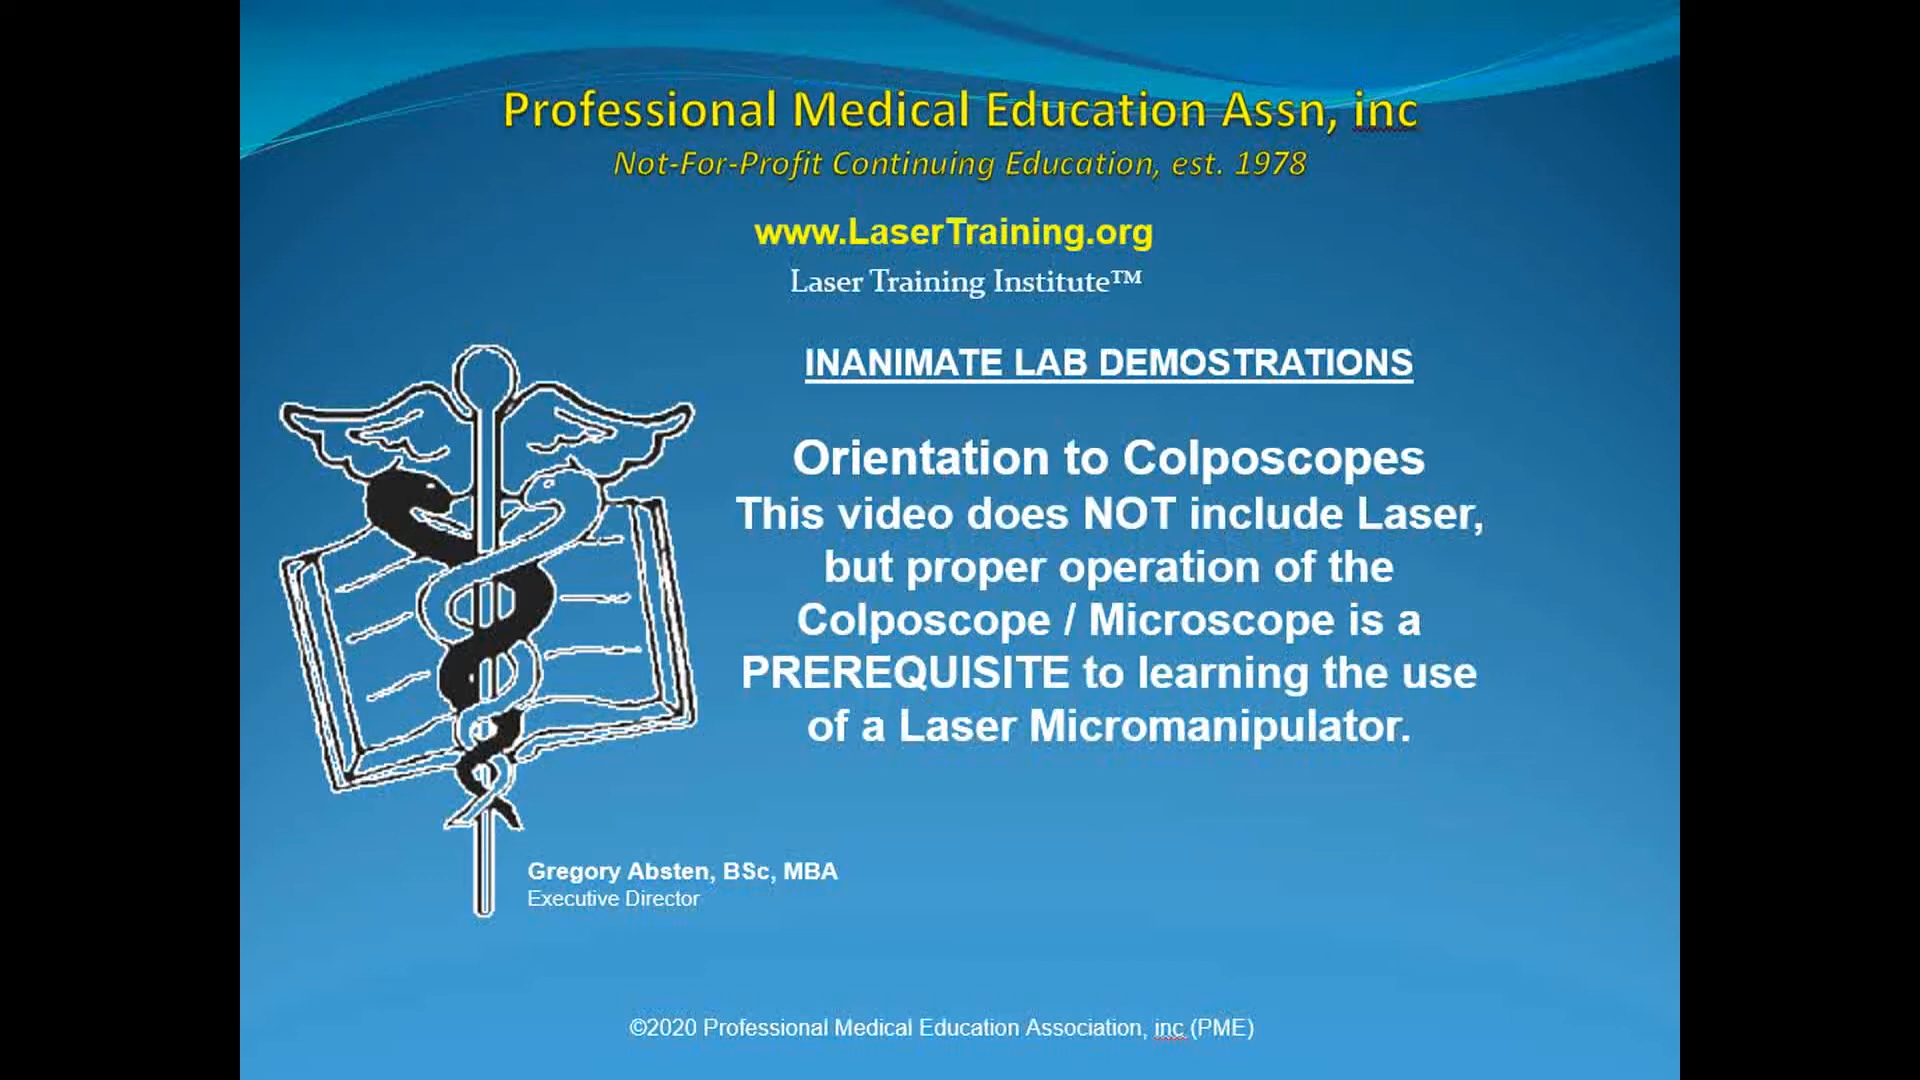 Professional Medical Education Assn, inc
Not-For-Profit Continuing Education, est. 1978
www.LaserTraining.org
Laser Training Institute™
INANIMATE LAB DEMOSTRATIONS
Orientation to Colposcopes
This video does NOT include Laser,
but proper operation of the
Colposcope / Microscope is a
PREREQUISITE to learning the use
of a Laser Micromanipulator.
Gregory Absten, BSc, MBA
Executive Director
©2020 Professional Medical Education Association, inc (PME)